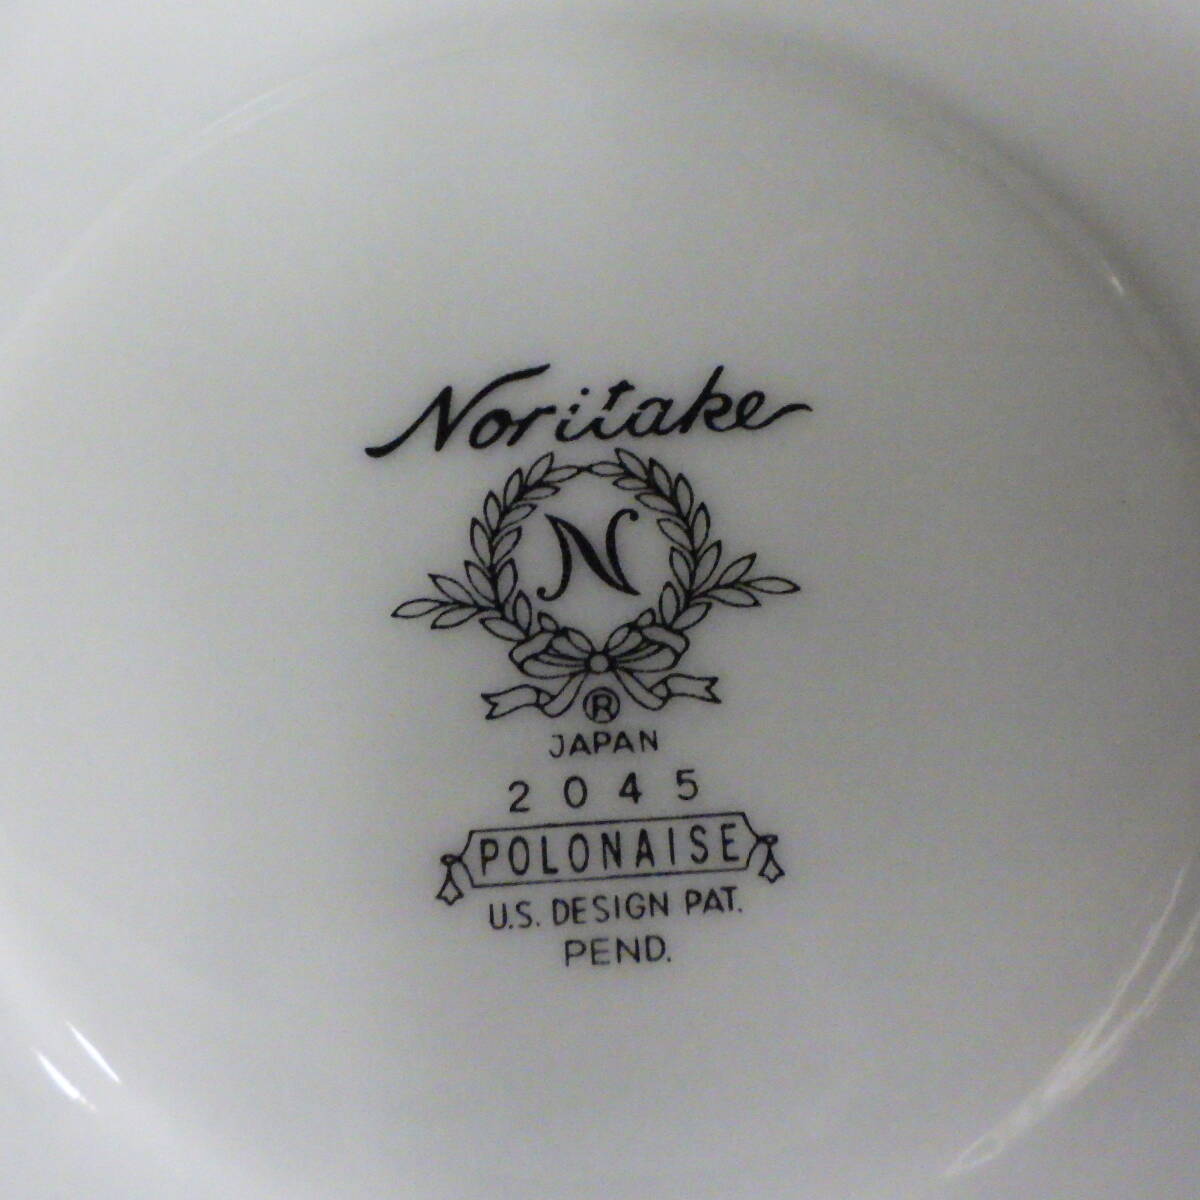 Noritake
N
®
JAPAN
2045
POLONAISE
U.S. DESIGN PAT.
PEND.